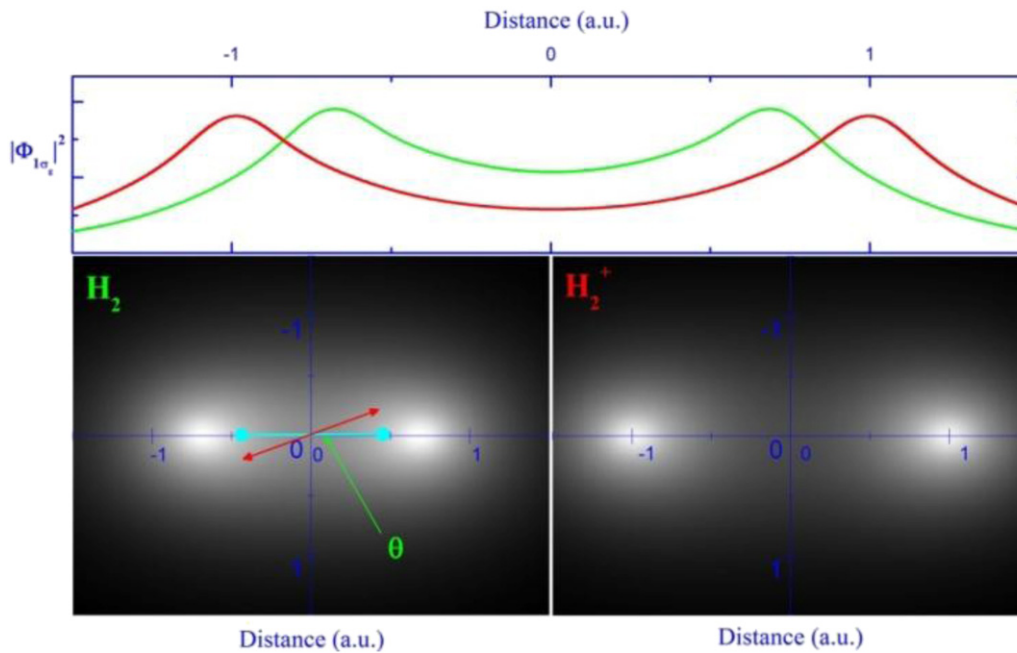 Distance (a.u.)
-1 0 1
|Φ1σg|²
H2 H2+
-1 -1
-1 0 0 1 -1 0 0 1
θ
1 1
Distance (a.u.) Distance (a.u.)